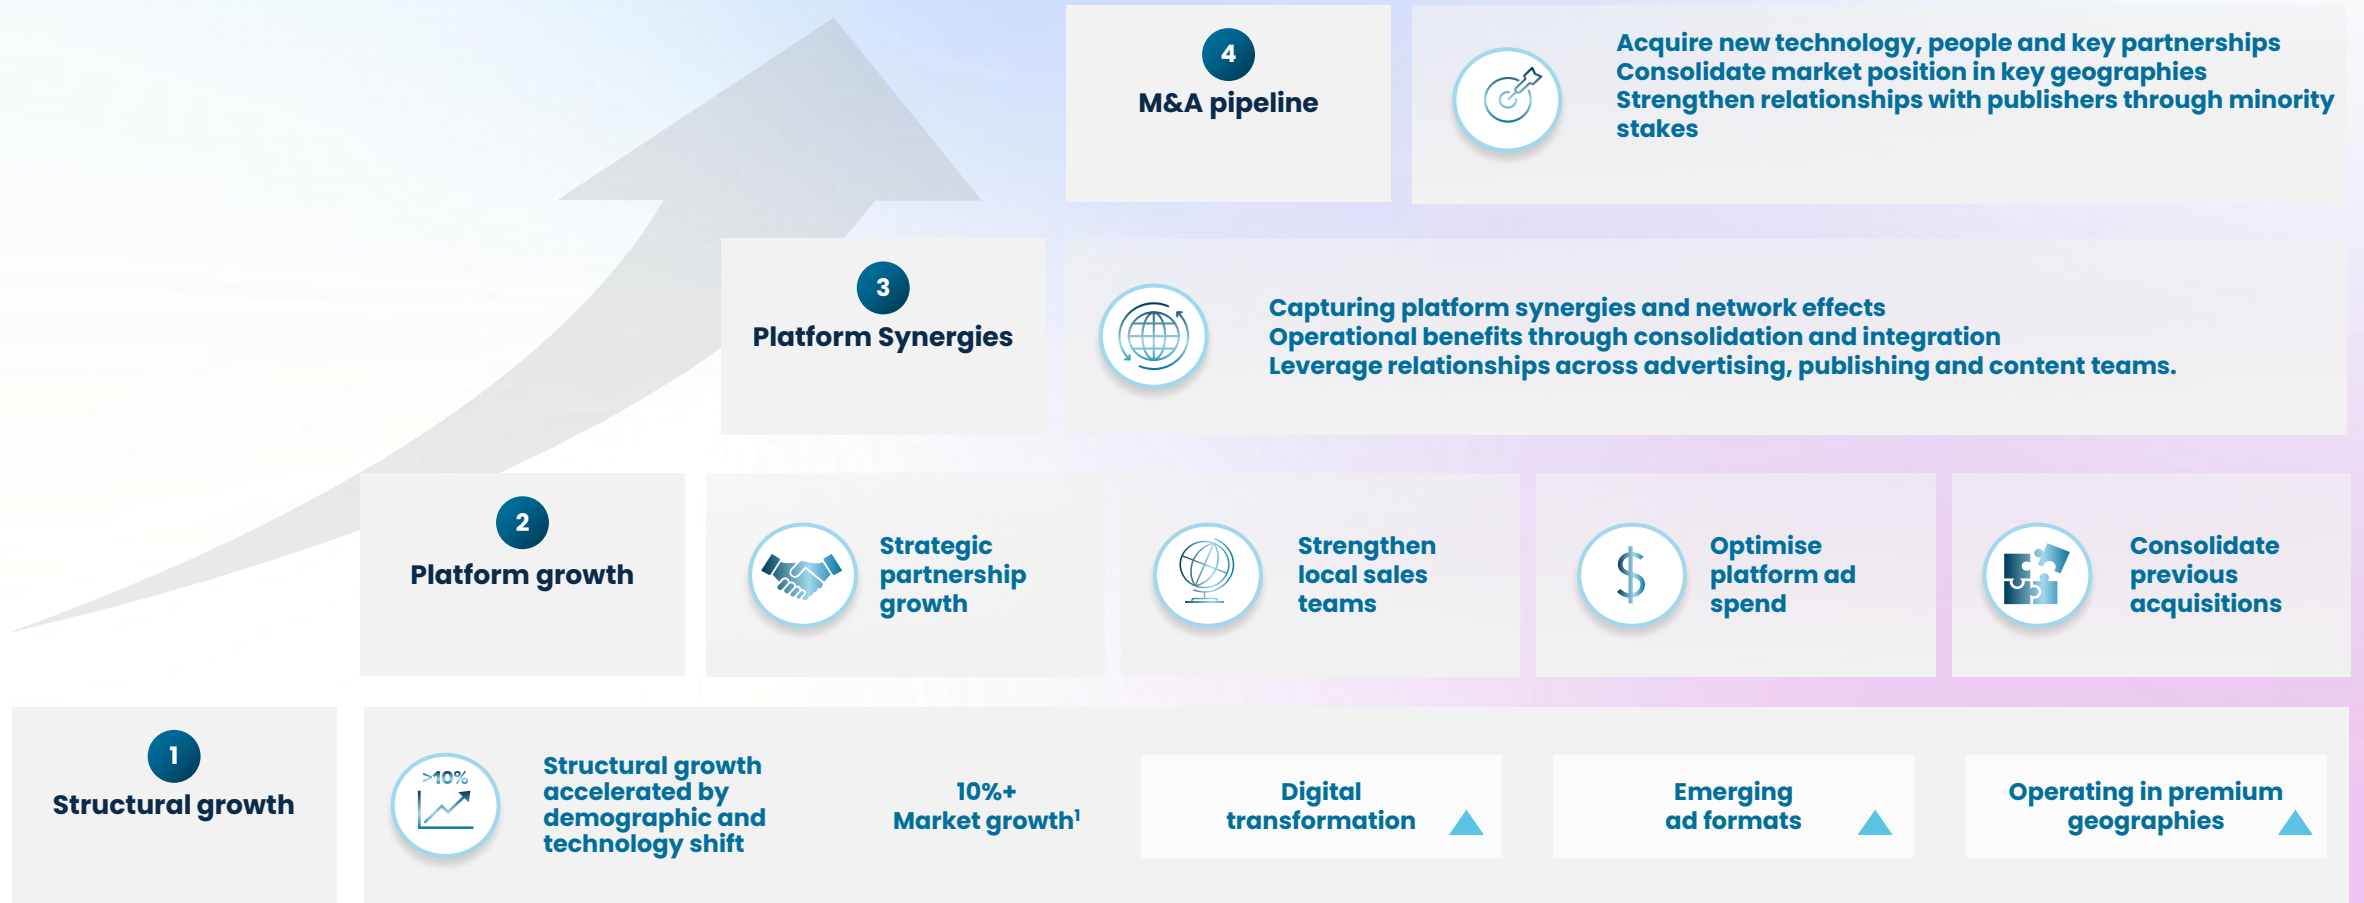 4
M&A pipeline
Acquire new technology, people and key partnerships
Consolidate market position in key geographies
Strengthen relationships with publishers through minority
stakes
3
Platform Synergies
Capturing platform synergies and network effects
Operational benefits through consolidation and integration
Leverage relationships across advertising, publishing and content teams.
2
Platform growth
Strategic
partnership
growth
Strengthen
local sales
teams
$
Optimise
platform ad
spend
Consolidate
previous
acquisitions
1
Structural growth
>10%
Structural growth
accelerated by
demographic and
technology shift
10%+
Market growth¹
Digital
transformation
Emerging
ad formats
Operating in premium
geographies